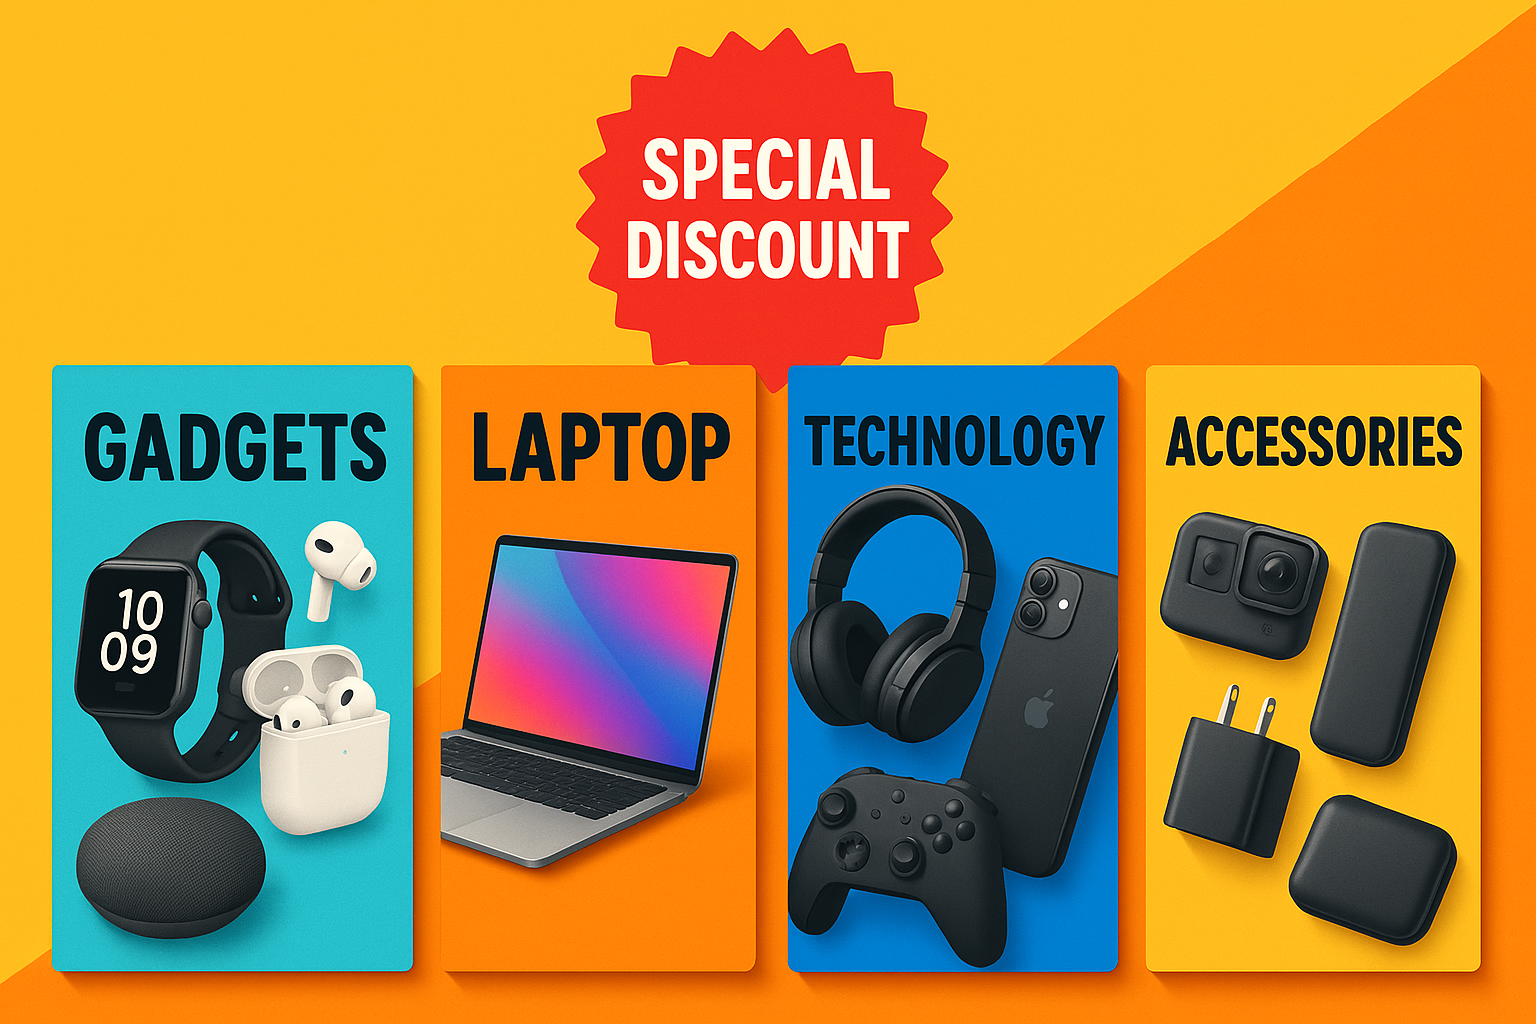 SPECIAL
DISCOUNT
GADGETS
LAPTOP
TECHNOLOGY
ACCESSORIES
10
09